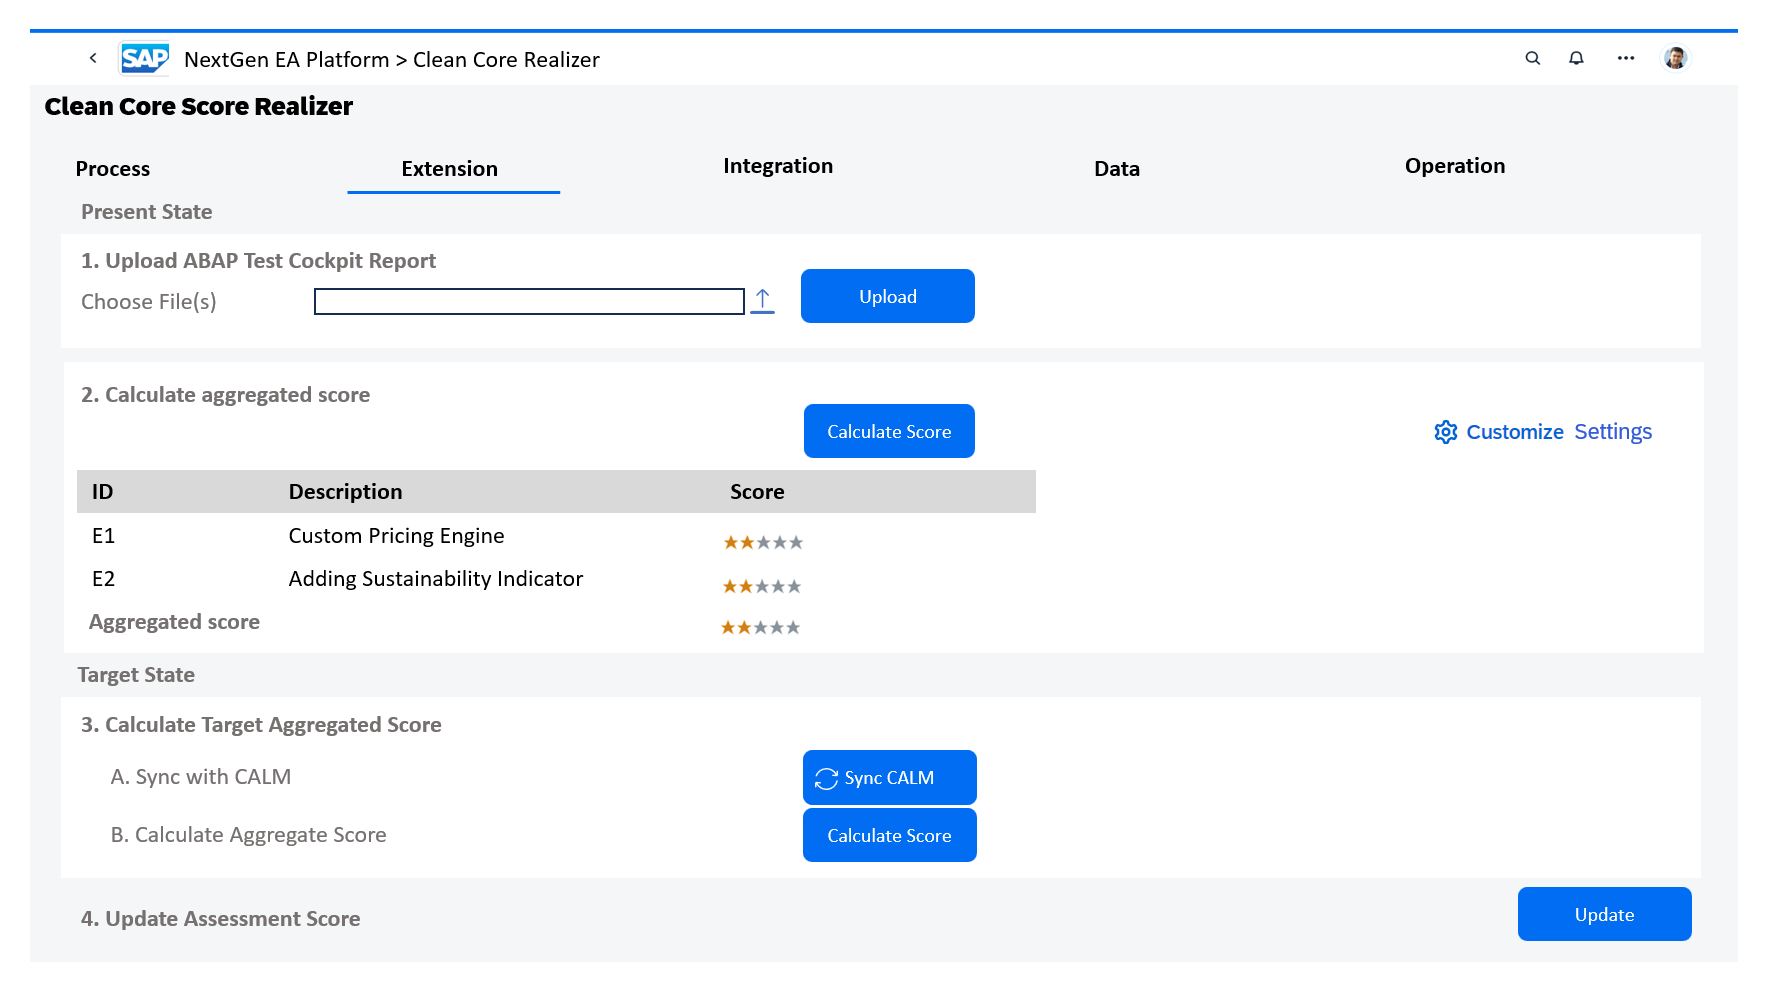 SAP NextGen EA Platform > Clean Core Realizer
Clean Core Score Realizer
Process Extension Integration Data Operation
Present State
1. Upload ABAP Test Cockpit Report
Choose File(s) Upload
2. Calculate aggregated score
Calculate Score Customize Settings
ID Description Score
E1 Custom Pricing Engine
E2 Adding Sustainability Indicator
Aggregated score
Target State
3. Calculate Target Aggregated Score
A. Sync with CALM Sync CALM
B. Calculate Aggregate Score Calculate Score
4. Update Assessment Score Update